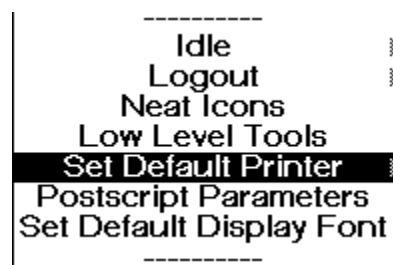 ----------
Idle
Logout
Neat Icons
Low Level Tools
Set Default Printer
Postscript Parameters
Set Default Display Font
----------